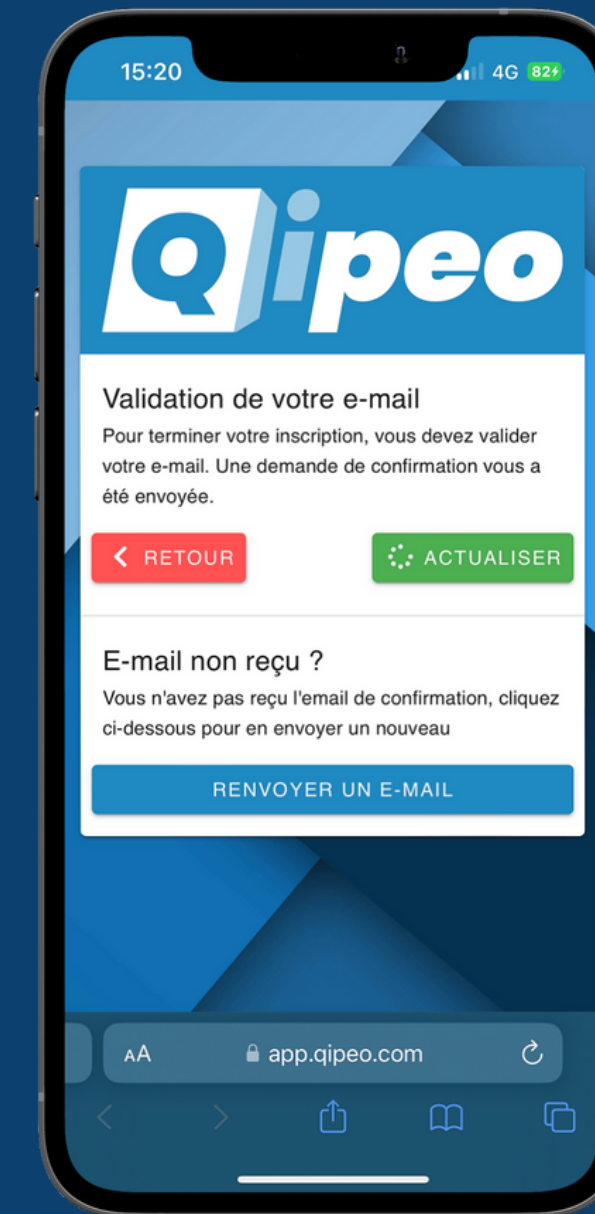 15:20
4G 82
Qipeo
Validation de votre e-mail
Pour terminer votre inscription, vous devez valider
votre e-mail. Une demande de confirmation vous a
été envoyée.
RETOUR
ACTUALISER
E-mail non reçu ?
Vous n'avez pas reçu l'email de confirmation, cliquez
ci-dessous pour en envoyer un nouveau
RENVOYER UN E-MAIL
AA
app.qipeo.com